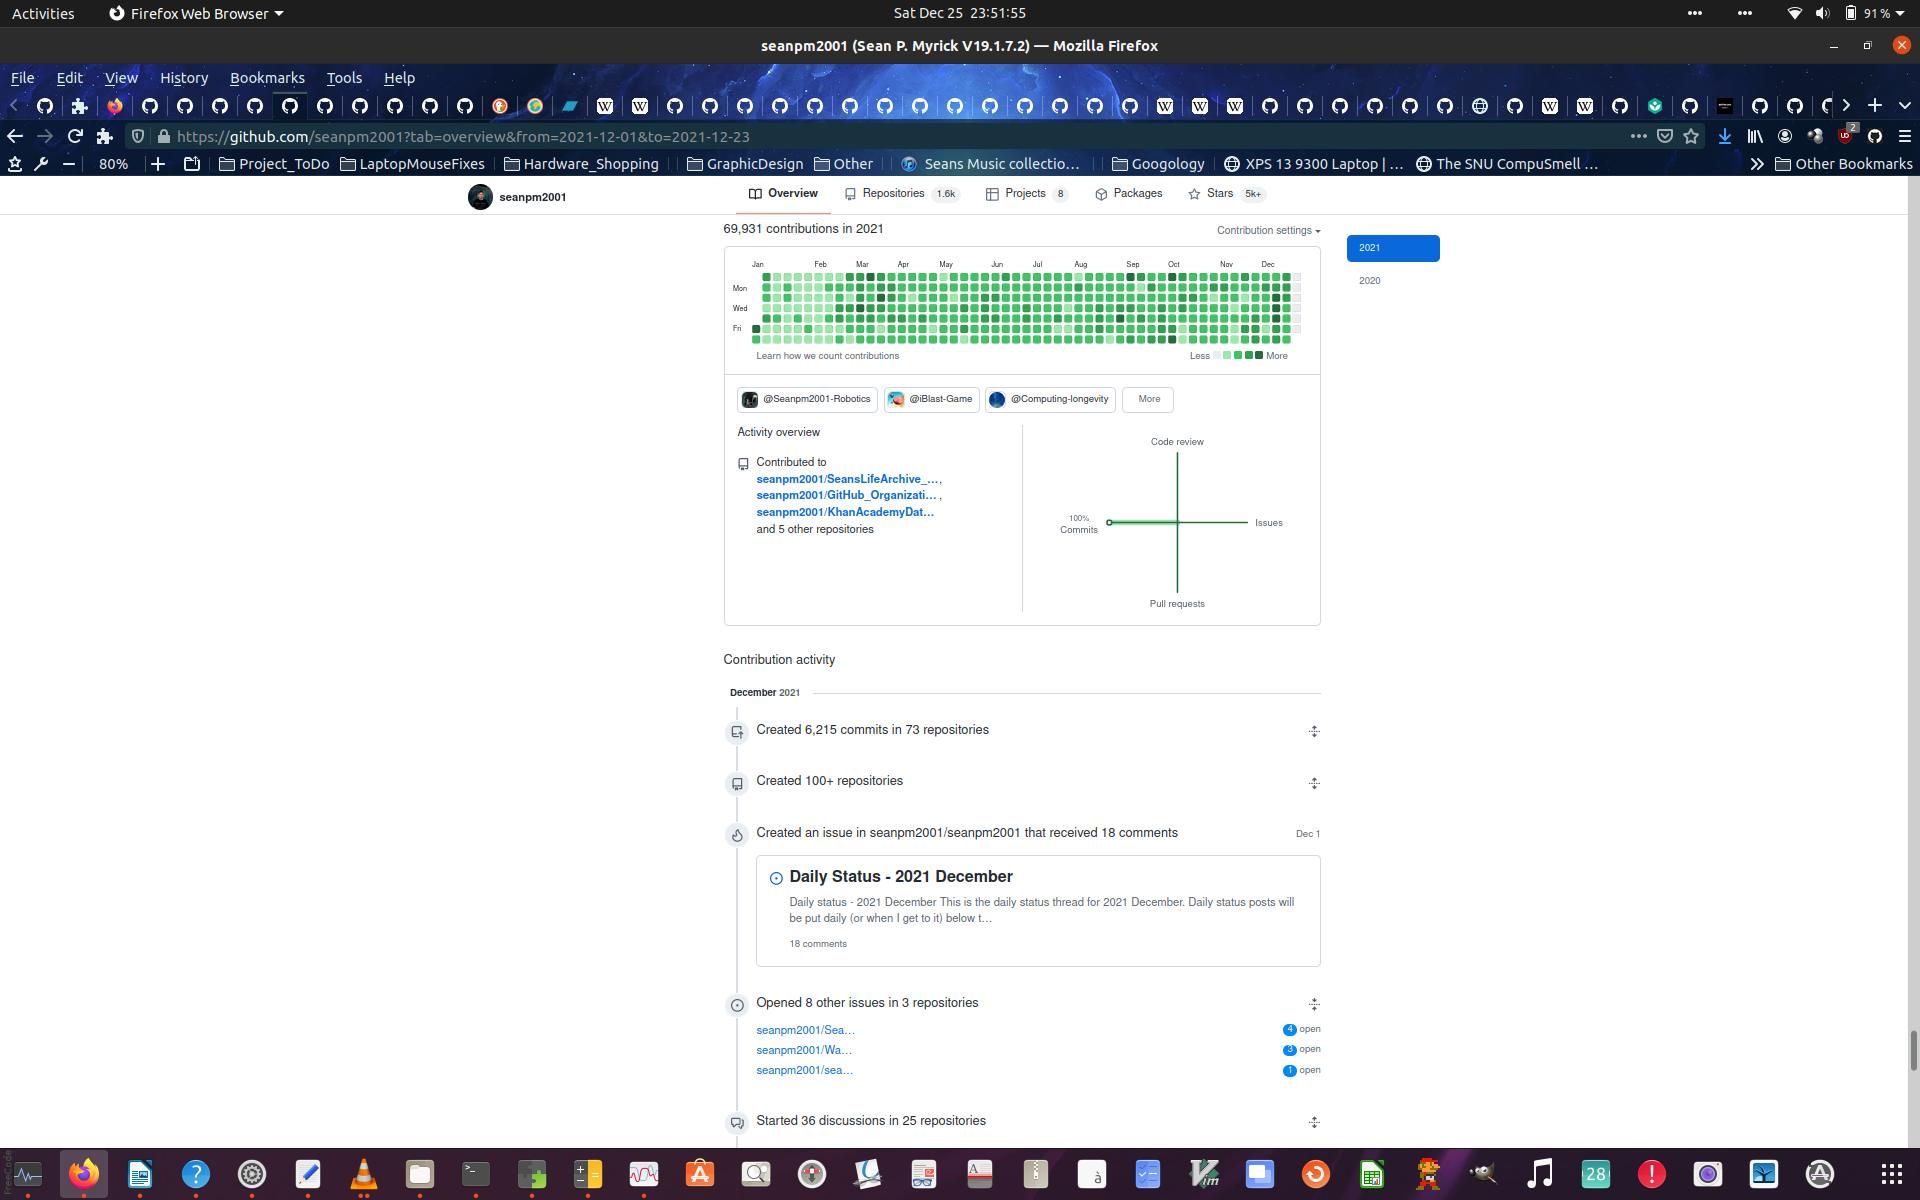 Activities
Firefox Web Browser
Sat Dec 25 23:51:55
91 %
seanpm2001 (Sean P. Myrick V19.1.7.2) — Mozilla Firefox
File Edit View History Bookmarks Tools Help
https://github.com/seanpm2001?tab=overview&from=2021-12-01&to=2021-12-23
2
80%
Project_ToDo
LaptopMouseFixes
Hardware_Shopping
GraphicDesign
Other
Seans Music collectio…
Googology
XPS 13 9300 Laptop | …
The SNU CompuSmell …
Other Bookmarks
seanpm2001
Overview
Repositories 1.6k
Projects 8
Packages
Stars 5k+
69,931 contributions in 2021
Contribution settings
2021
2020
Jan Feb Mar Apr May Jun Jul Aug Sep Oct Nov Dec
Mon
Wed
Fri
Learn how we count contributions
Less More
@Seanpm2001-Robotics
@iBlast-Game
@Computing-longevity
More
Activity overview
Contributed to
seanpm2001/SeansLifeArchive_…,
seanpm2001/GitHub_Organizati… ,
seanpm2001/KhanAcademyDat…
and 5 other repositories
Code review
100%
Commits
Issues
Pull requests
Contribution activity
December 2021
Created 6,215 commits in 73 repositories
Created 100+ repositories
Created an issue in seanpm2001/seanpm2001 that received 18 comments
Dec 1
Daily Status - 2021 December
Daily status - 2021 December This is the daily status thread for 2021 December. Daily status posts will
be put daily (or when I get to it) below t…
18 comments
Opened 8 other issues in 3 repositories
seanpm2001/Sea…
4 open
seanpm2001/Wa…
3 open
seanpm2001/sea…
1 open
Started 36 discussions in 25 repositories
FreeCode
28